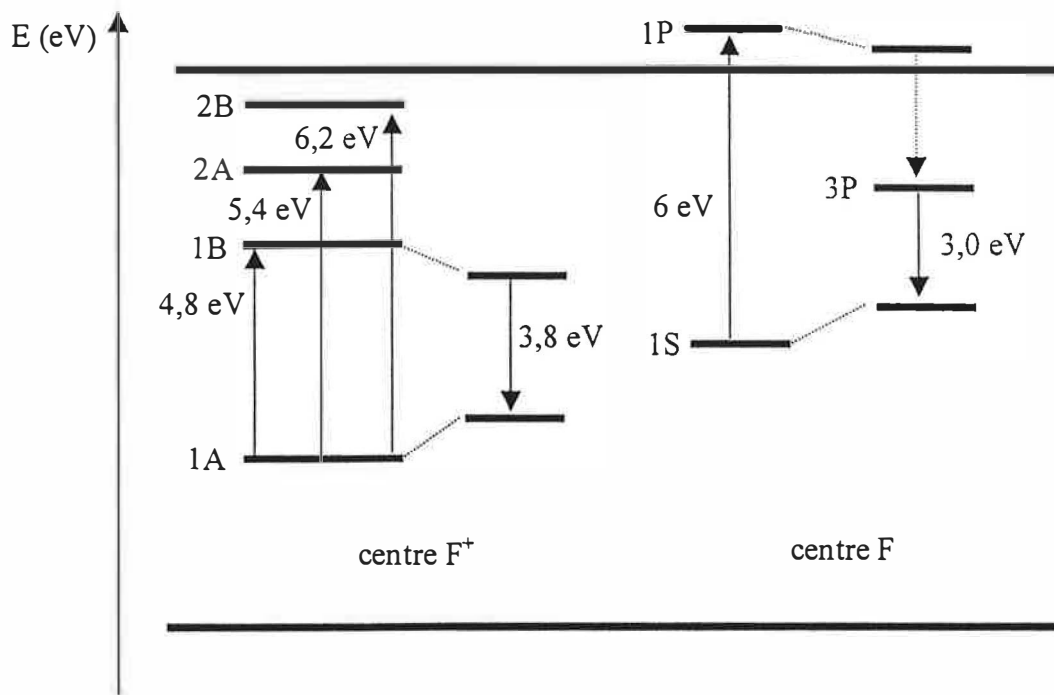 E (eV)
1P
2B
6,2 eV
2A
3P
5,4 eV
6 eV
1B
3,0 eV
4,8 eV
3,8 eV
1S
1A
centre F⁺
centre F